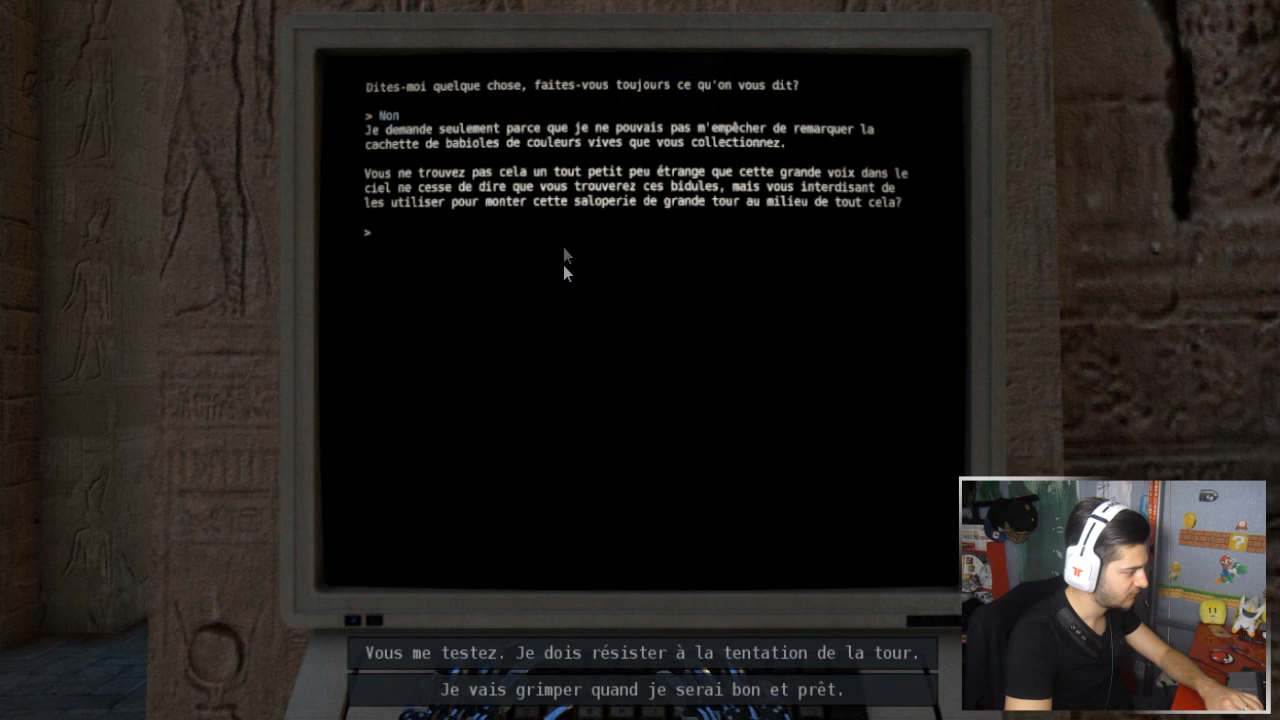 Dites-moi quelque chose, faites-vous toujours ce qu'on vous dit?
> Non
Je demande seulement parce que je ne pouvais pas m'empêcher de remarquer la
cachette de babioles de couleurs vives que vous collectionnez.
Vous ne trouvez pas cela un tout petit peu étrange que cette grande voix dans le
ciel ne cesse de dire que vous trouverez ces bidules, mais vous interdisant de
les utiliser pour monter cette saloperie de grande tour au milieu de tout cela?
>
Vous me testez. Je dois résister à la tentation de la tour.
Je vais grimper quand je serai bon et prêt.